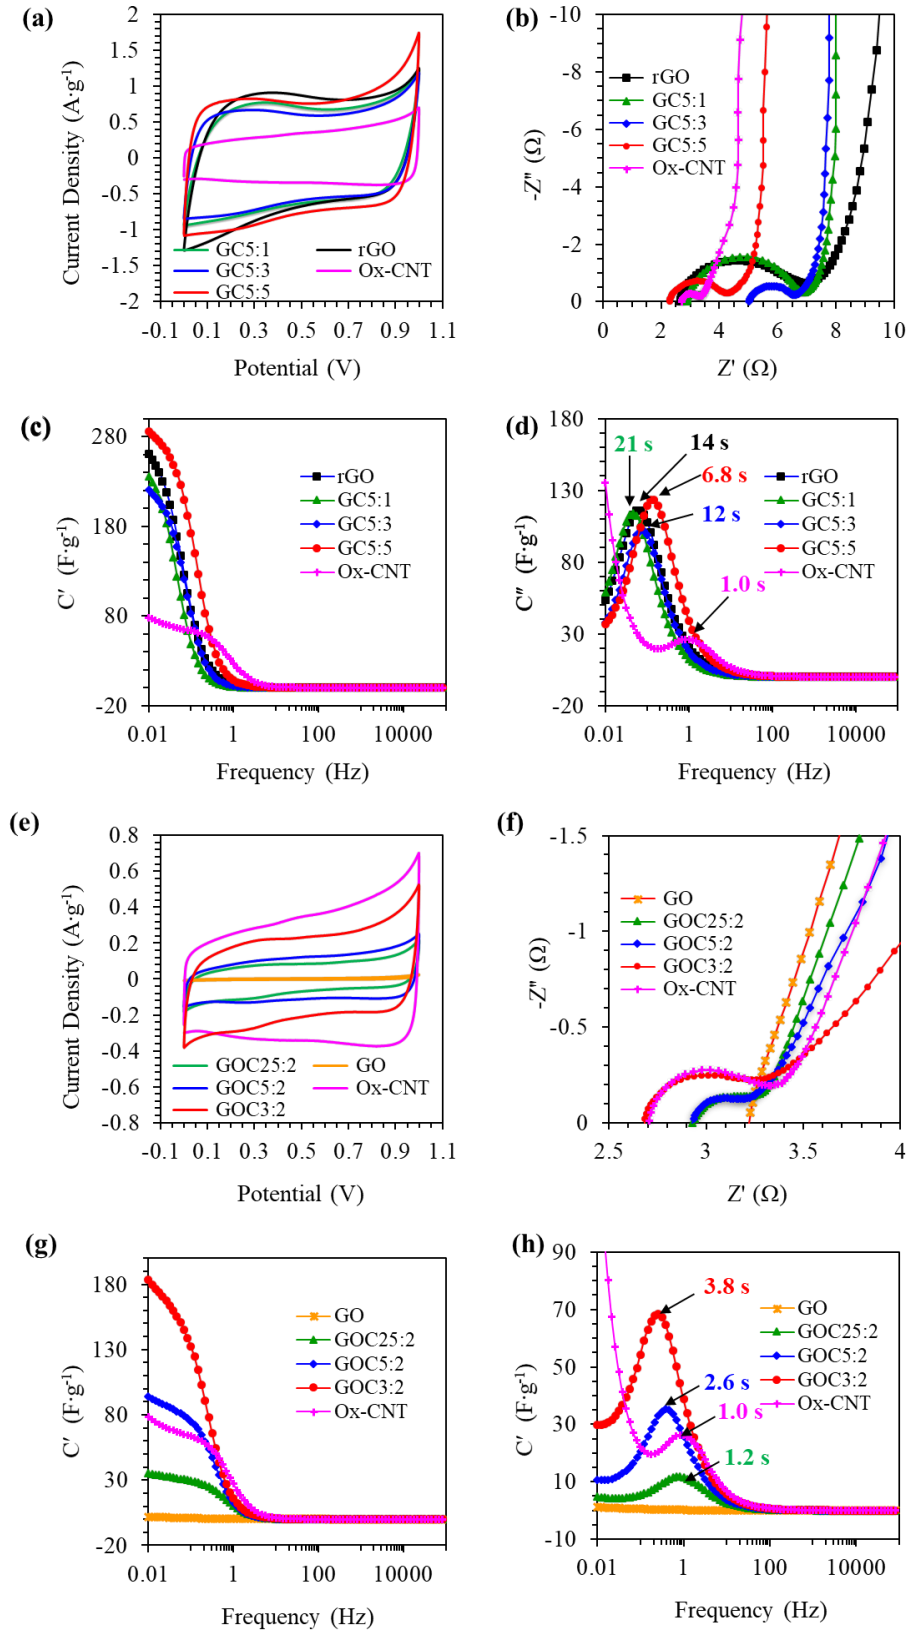 (a)
2
1.5
1
0.5
0
-0.5
-1
-1.5
-2
Current Density (A·g-1)
GC5:1
GC5:3
GC5:5
rGO
Ox-CNT
-0.1 0.1 0.3 0.5 0.7 0.9 1.1
Potential (V)
(b)
-10
-8
-6
-4
-2
0
-Z" (Ω)
rGO
GC5:1
GC5:3
GC5:5
Ox-CNT
0 2 4 6 8 10
Z' (Ω)
(c)
280
180
80
-20
C' (F·g-1)
rGO
GC5:1
GC5:3
GC5:5
Ox-CNT
0.01 1 100 10000
Frequency (Hz)
(d)
180
130
80
30
-20
C" (F·g-1)
21 s
14 s
6.8 s
12 s
1.0 s
rGO
GC5:1
GC5:3
GC5:5
Ox-CNT
0.01 1 100 10000
Frequency (Hz)
(e)
0.8
0.6
0.4
0.2
0
-0.2
-0.4
-0.6
-0.8
Current Density (A·g-1)
GOC25:2
GOC5:2
GOC3:2
GO
Ox-CNT
-0.1 0.1 0.3 0.5 0.7 0.9 1.1
Potential (V)
(f)
-1.5
-1
-0.5
0
-Z" (Ω)
GO
GOC25:2
GOC5:2
GOC3:2
Ox-CNT
2.5 3 3.5 4
Z' (Ω)
(g)
180
130
80
30
-20
C' (F·g-1)
GO
GOC25:2
GOC5:2
GOC3:2
Ox-CNT
0.01 1 100 10000
Frequency (Hz)
(h)
90
70
50
30
10
-10
C' (F·g-1)
3.8 s
2.6 s
1.0 s
1.2 s
GO
GOC25:2
GOC5:2
GOC3:2
Ox-CNT
0.01 1 100 10000
Frequency (Hz)